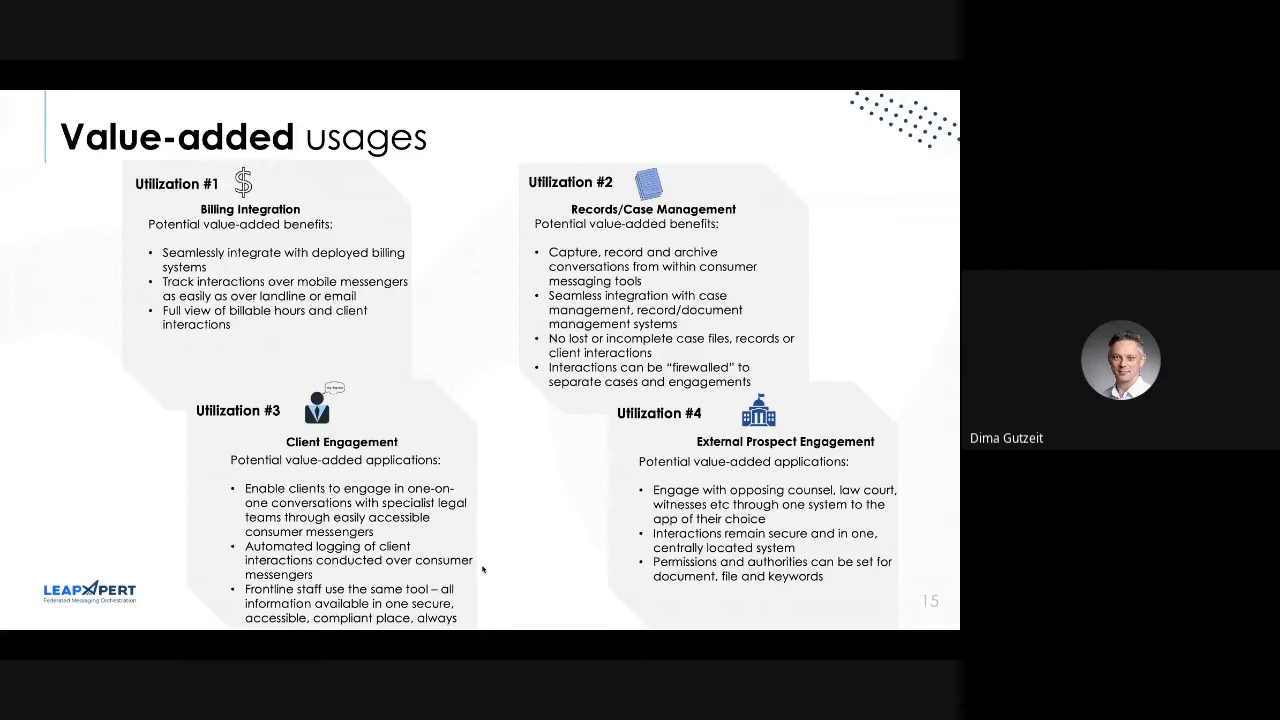 Value-added usages
Utilization #1
Billing Integration
Potential value-added benefits:
• Seamlessly integrate with deployed billing
systems
• Track interactions over mobile messengers
as easily as over landline or email
• Full view of billable hours and client
interactions
Utilization #2
Records/Case Management
Potential value-added benefits:
• Capture, record and archive
conversations from within consumer
messaging tools
• Seamless integration with case
management, record/document
management systems
• No lost or incomplete case files, records or
client interactions
• Interactions can be “firewalled” to
separate cases and engagements
Utilization #3
Client Engagement
Potential value-added applications:
• Enable clients to engage in one-on-
one conversations with specialist legal
teams through easily accessible
consumer messengers
• Automated logging of client
interactions conducted over consumer
messengers
• Frontline staff use the same tool – all
information available in one secure,
accessible, compliant place, always
Utilization #4
External Prospect Engagement
Potential value-added applications:
• Engage with opposing counsel, law court,
witnesses etc through one system to the
app of their choice
• Interactions remain secure and in one,
centrally located system
• Permissions and authorities can be set for
document, file and keywords
LEAPXPERT
Federated Messaging Orchestration
15
Dima Gutzeit